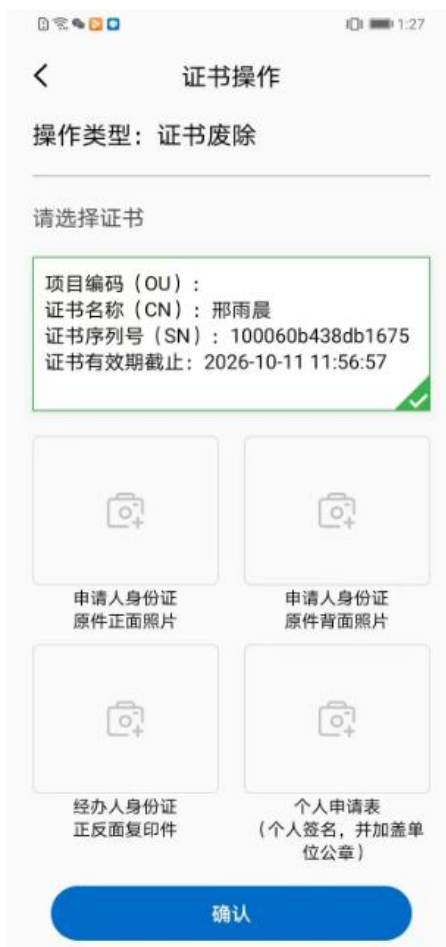 1:27
证书操作
操作类型：证书废除
请选择证书
项目编码（OU）：
证书名称（CN）：邢雨晨
证书序列号（SN）：100060b438db1675
证书有效期截止：2026-10-11 11:56:57
申请人身份证
原件正面照片
申请人身份证
原件背面照片
经办人身份证
正反面复印件
个人申请表
（个人签名，并加盖单
位公章）
确认